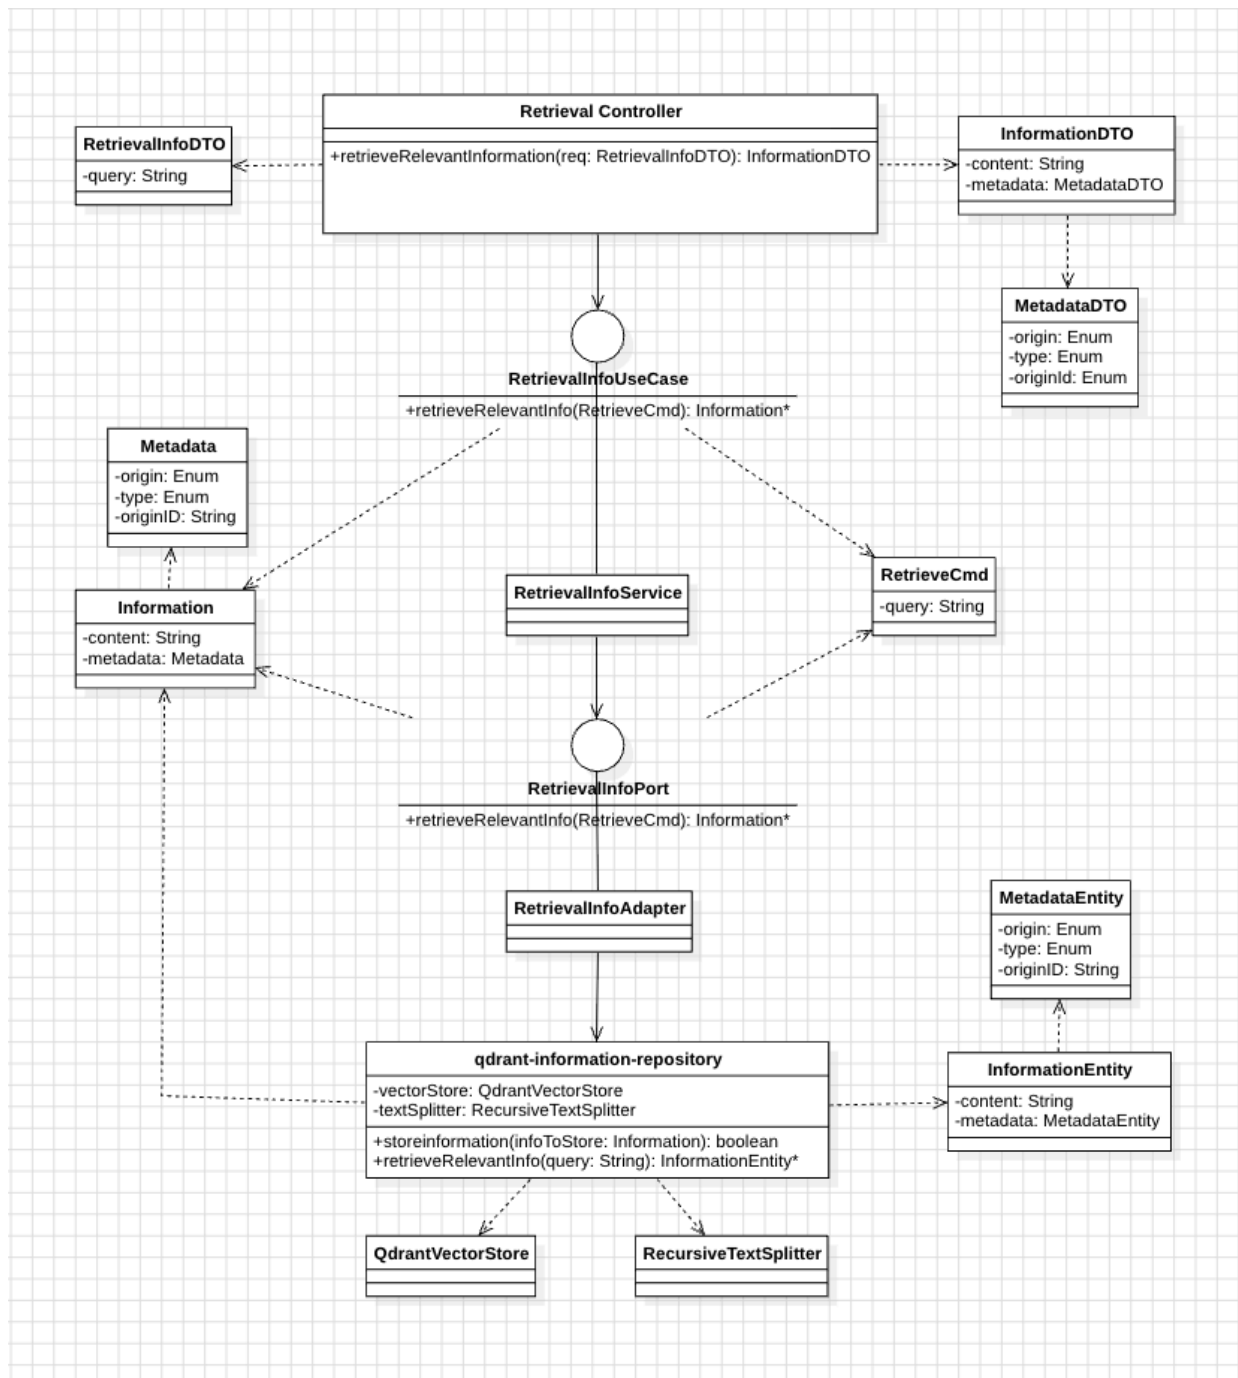 Retrieval Controller
+retrieveRelevantInformation(req: RetrievalInfoDTO): InformationDTO
RetrievalInfoDTO
-query: String
InformationDTO
-content: String
-metadata: MetadataDTO
MetadataDTO
-origin: Enum
-type: Enum
-originId: Enum
RetrievalInfoUseCase
+retrieveRelevantInfo(RetrieveCmd): Information*
Metadata
-origin: Enum
-type: Enum
-originID: String
Information
-content: String
-metadata: Metadata
RetrievalInfoService
RetrieveCmd
-query: String
RetrievalInfoPort
+retrieveRelevantInfo(RetrieveCmd): Information*
RetrievalInfoAdapter
MetadataEntity
-origin: Enum
-type: Enum
-originID: String
qdrant-information-repository
-vectorStore: QdrantVectorStore
-textSplitter: RecursiveTextSplitter
+storeinformation(infoToStore: Information): boolean
+retrieveRelevantInfo(query: String): InformationEntity*
InformationEntity
-content: String
-metadata: MetadataEntity
QdrantVectorStore
RecursiveTextSplitter